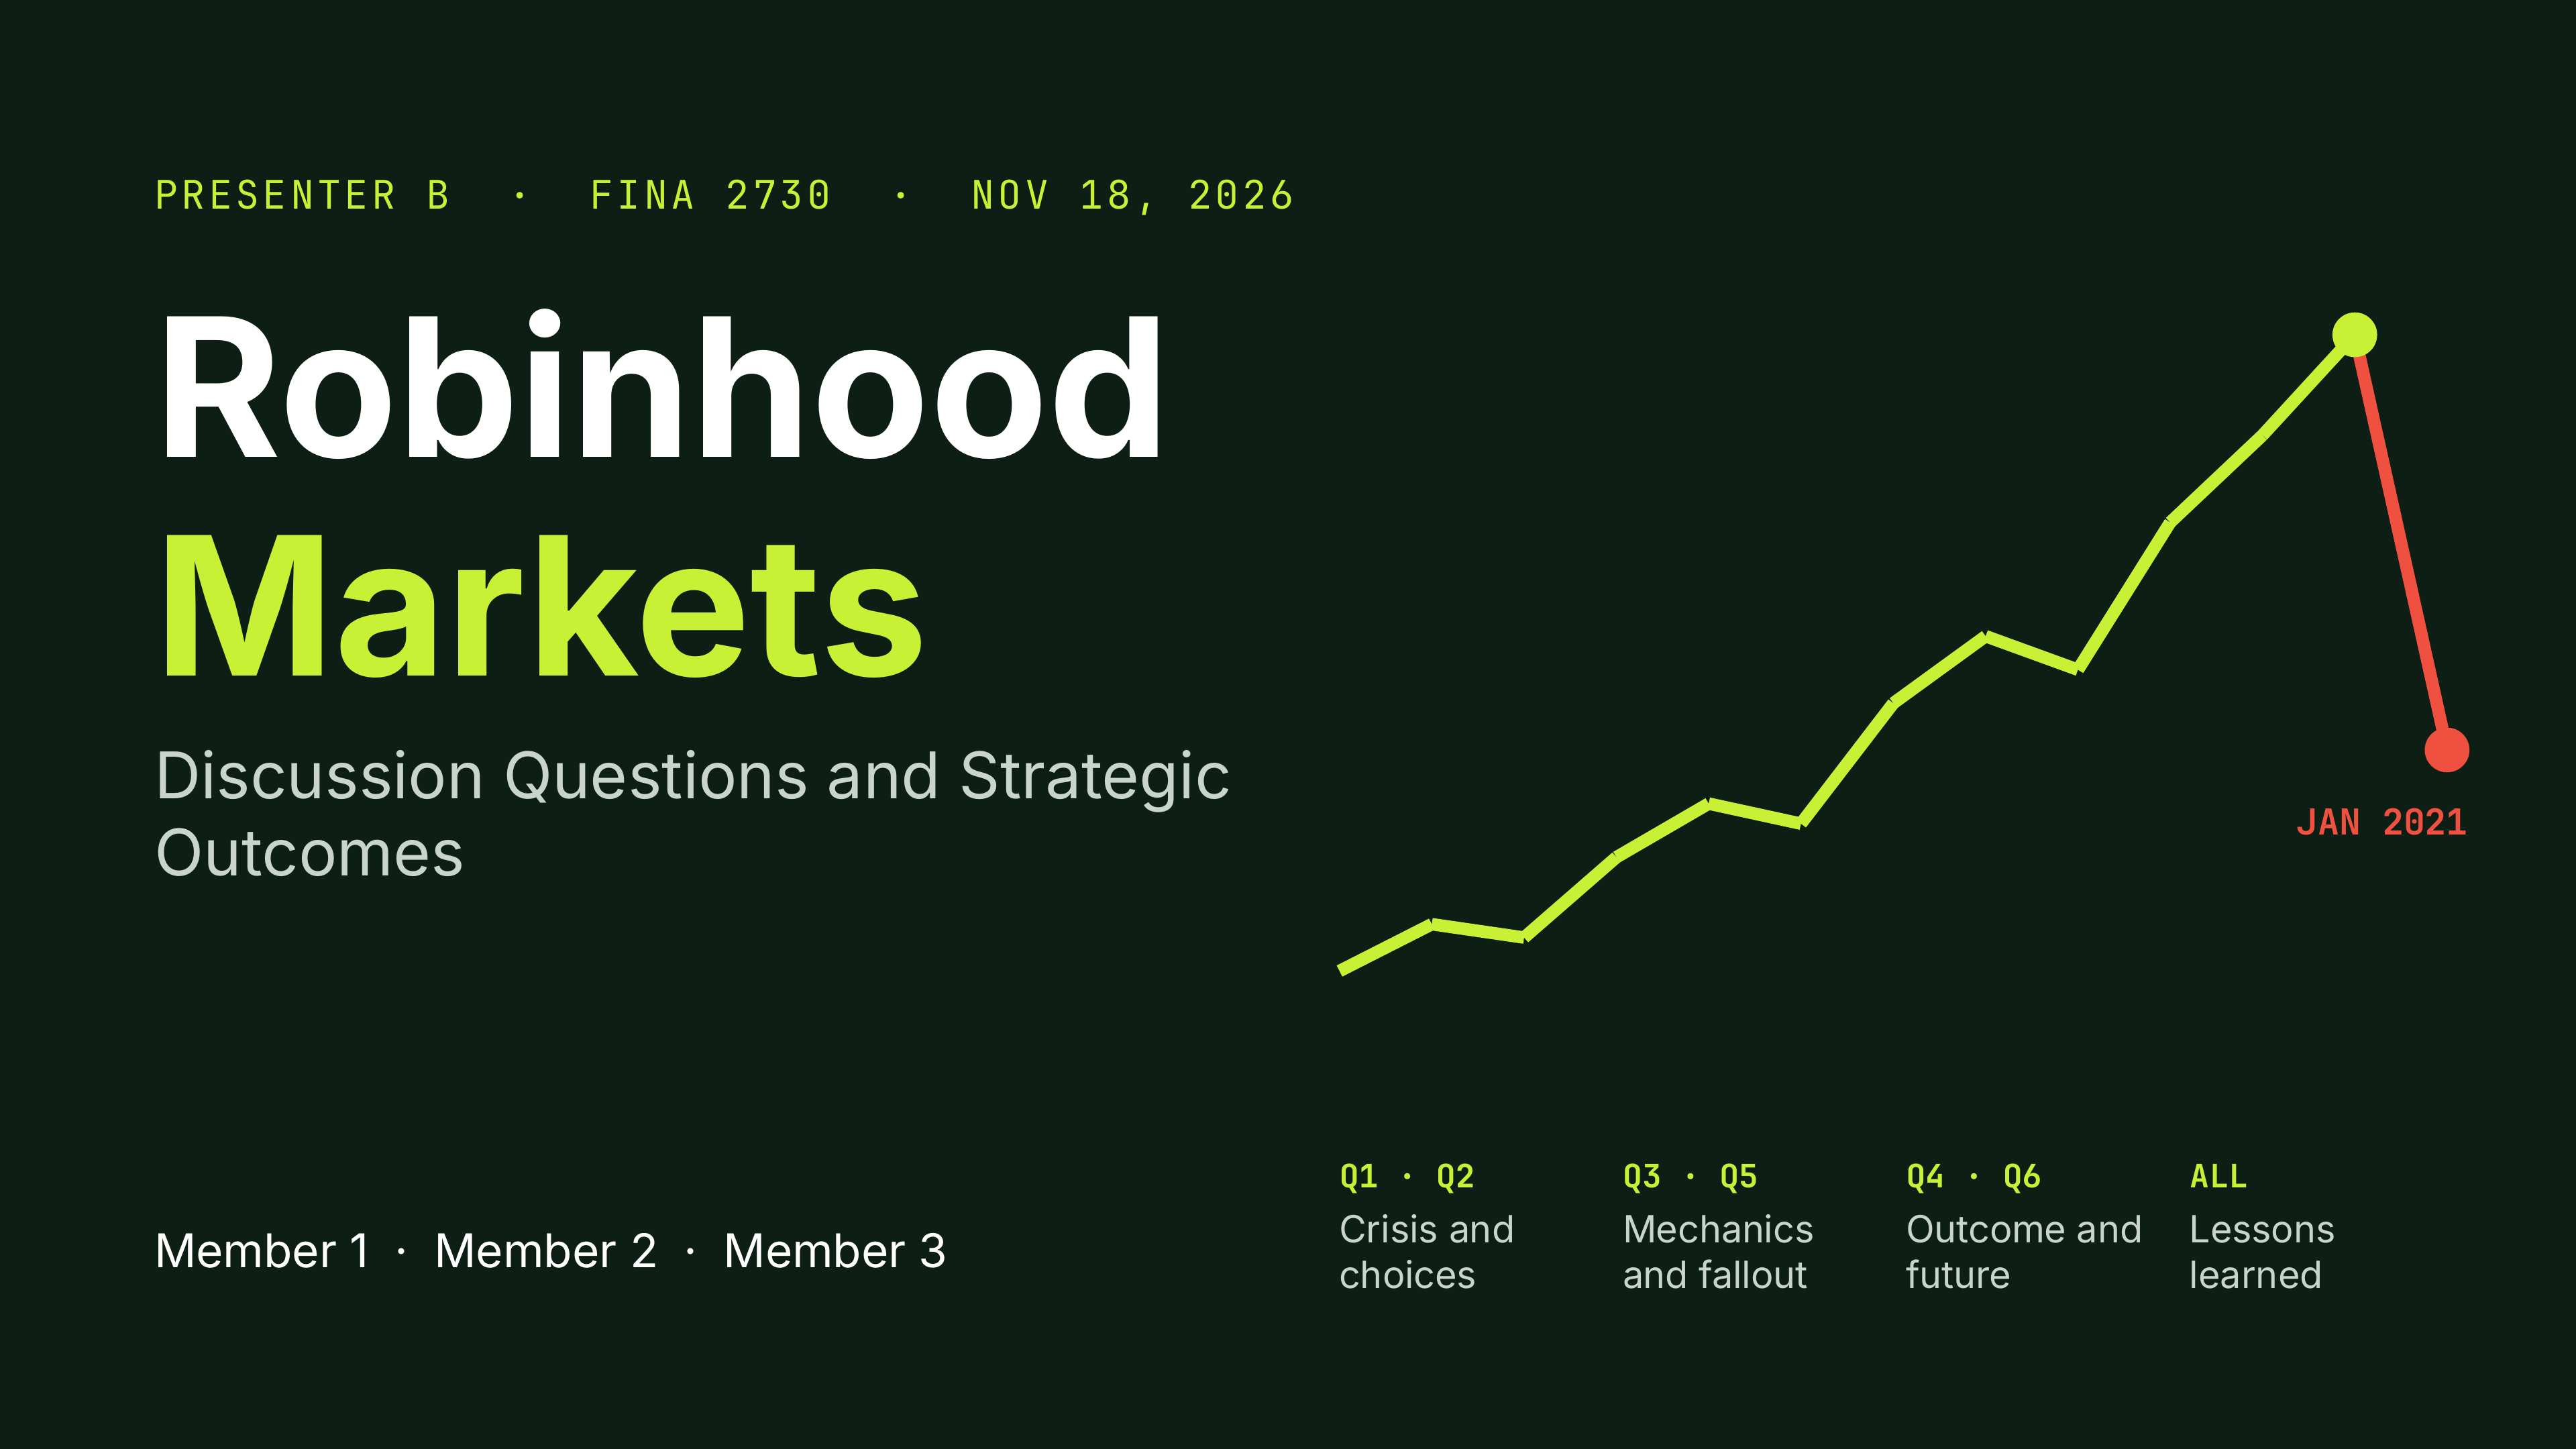 PRESENTER B · FINA 2730 · NOV 18, 2026
Robinhood
Markets
Discussion Questions and Strategic
Outcomes
JAN 2021
Member 1 · Member 2 · Member 3
Q1 · Q2
Crisis and
choices
Q3 · Q5
Mechanics
and fallout
Q4 · Q6
Outcome and
future
ALL
Lessons
learned